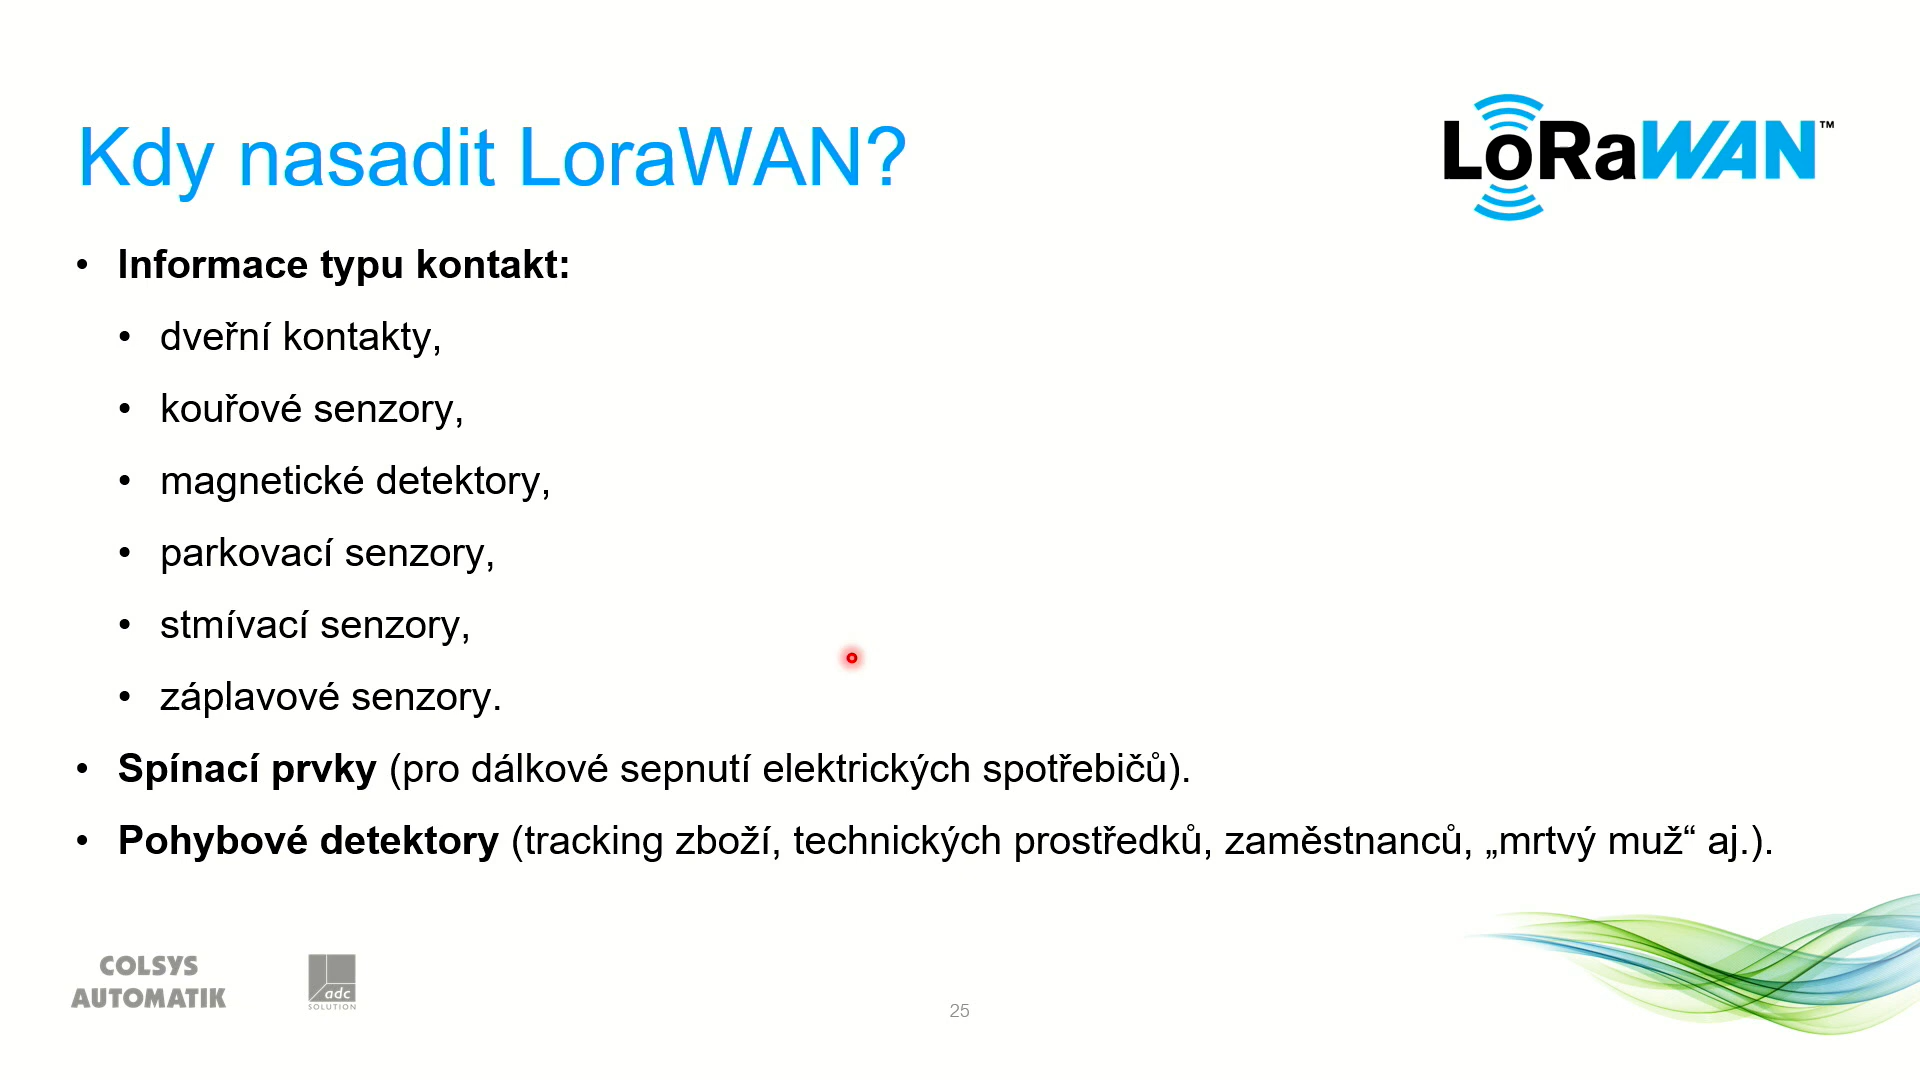 Kdy nasadit LoraWAN?
LoRaWAN™
• Informace typu kontakt:
• dveřní kontakty,
• kouřové senzory,
• magnetické detektory,
• parkovací senzory,
• stmívací senzory,
• záplavové senzory.
• Spínací prvky (pro dálkové sepnutí elektrických spotřebičů).
• Pohybové detektory (tracking zboží, technických prostředků, zaměstnanců, „mrtvý muž“ aj.).
COLSYS
AUTOMATIK
adc
SOLUTION
25